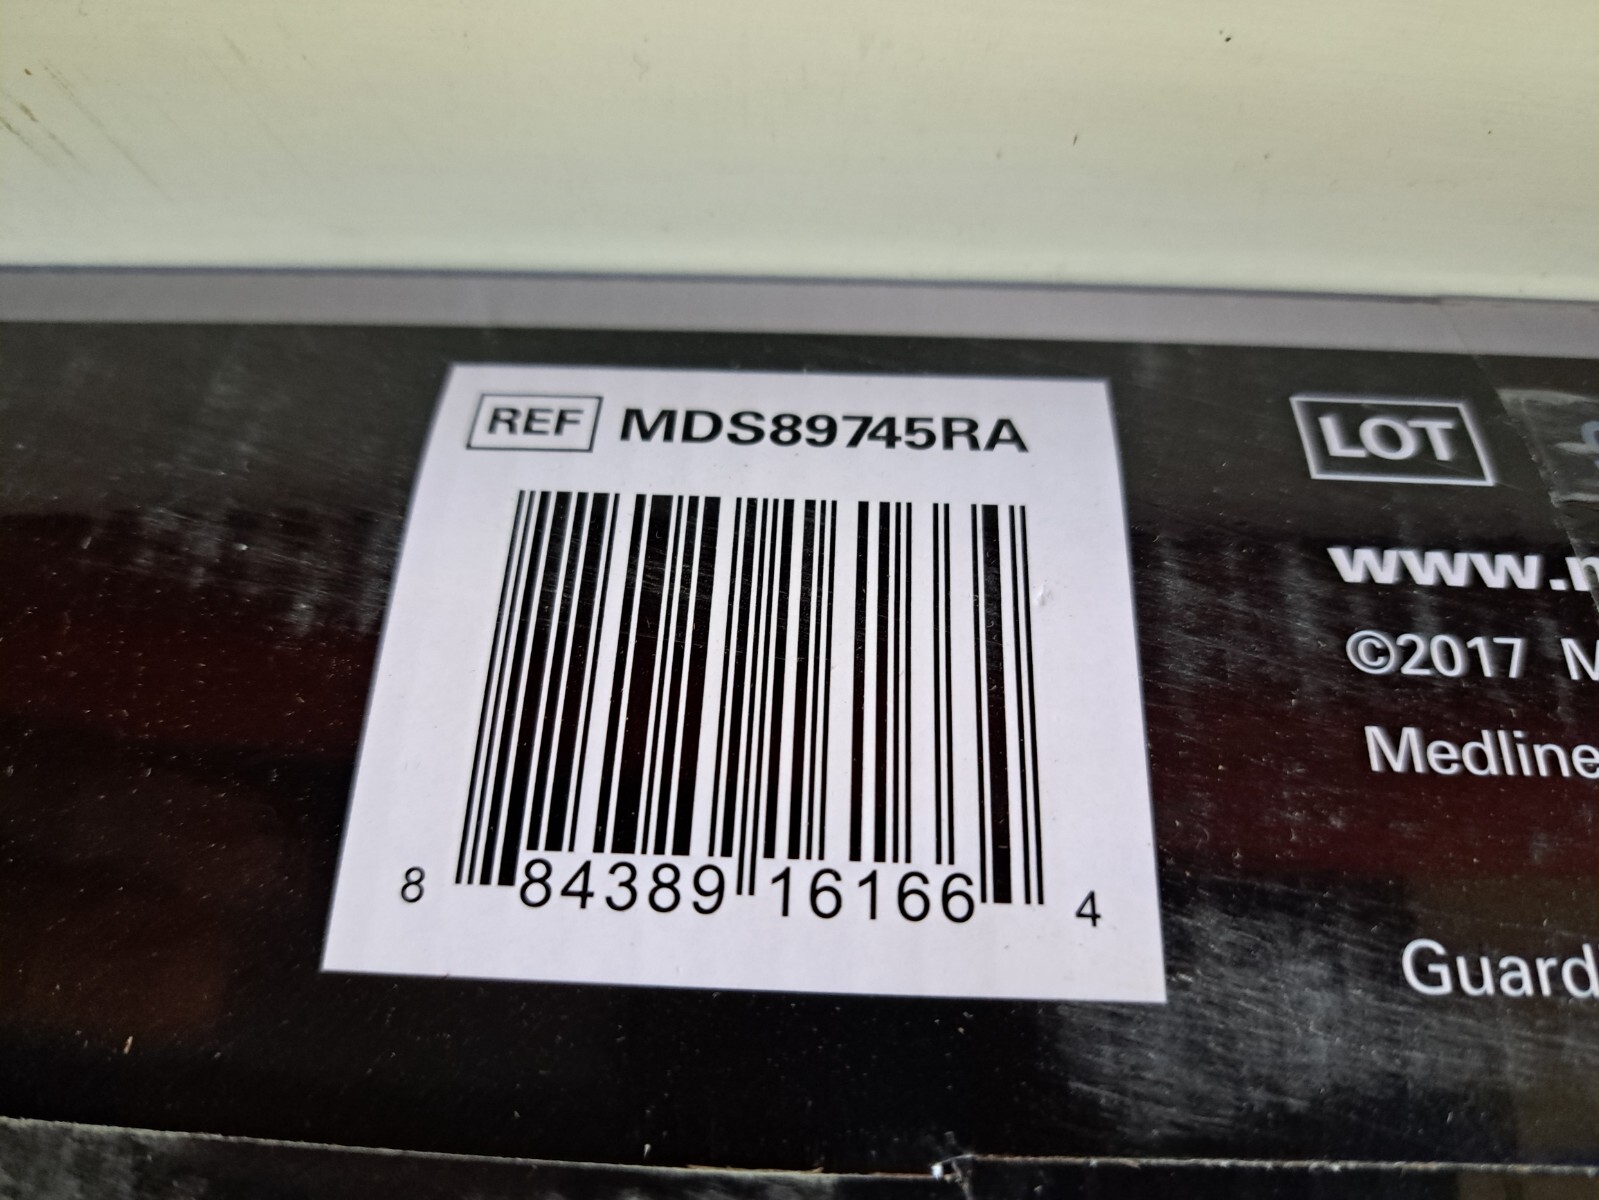 REF MDS89745RA
8 84389 16166 4
LOT
www.
©2017
Medline
Guard